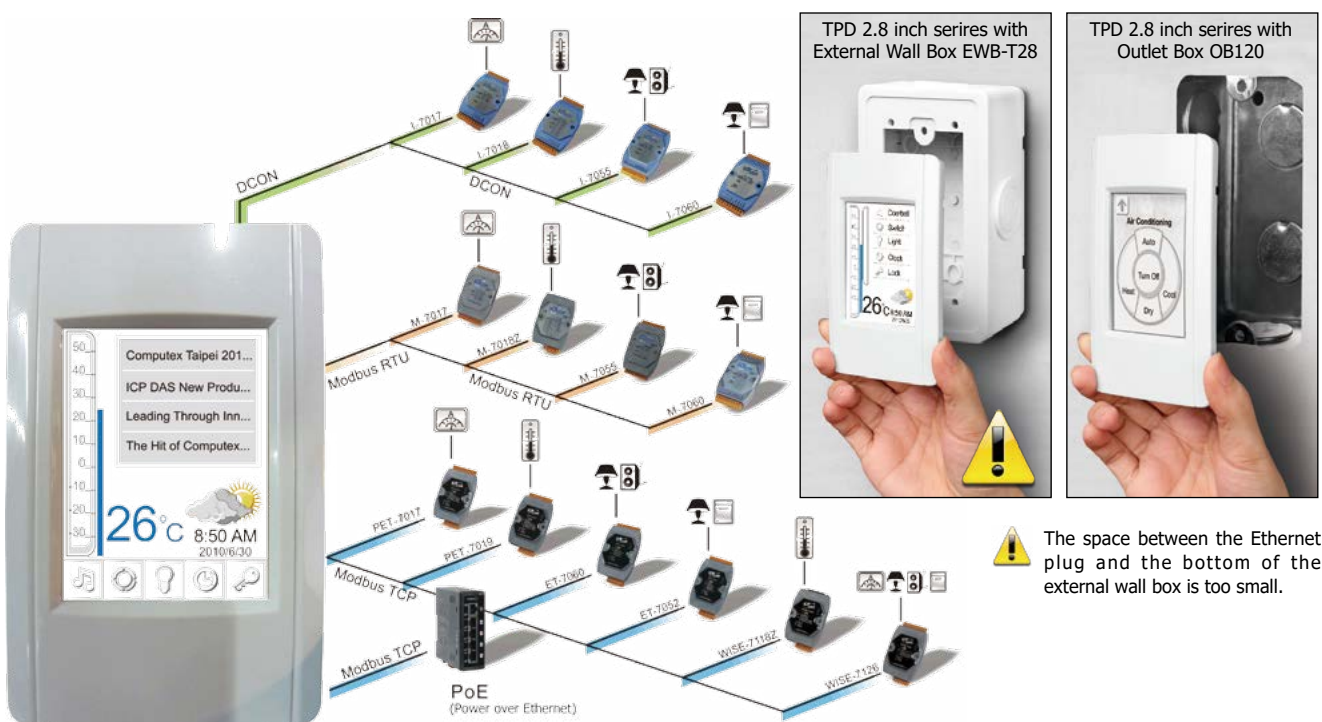 I-7017
I-7018
I-7055
I-7060
DCON
DCON
M-7017
M-7018Z
M-7055
M-7060
Modbus RTU
Modbus RTU
PET-7017
PET-7019
ET-7060
ET-7052
WISE-7118Z
WISE-7126
Modbus TCP
Modbus TCP
PoE
(Power over Ethernet)
50
40
30
20
10
0
-10
-20
-30
Computex Taipei 201...
ICP DAS New Produ...
Leading Through Inn...
The Hit of Computex...
26°C
8:50 AM
2010/6/30
TPD 2.8 inch serires with
External Wall Box EWB-T28
Doorbell
Switch
Light
Clock
Lock
26°C
8:50 AM
TPD 2.8 inch serires with
Outlet Box OB120
Air Conditioning
Auto
Turn Off
Heat
Cool
Dry
The space between the Ethernet
plug and the bottom of the
external wall box is too small.